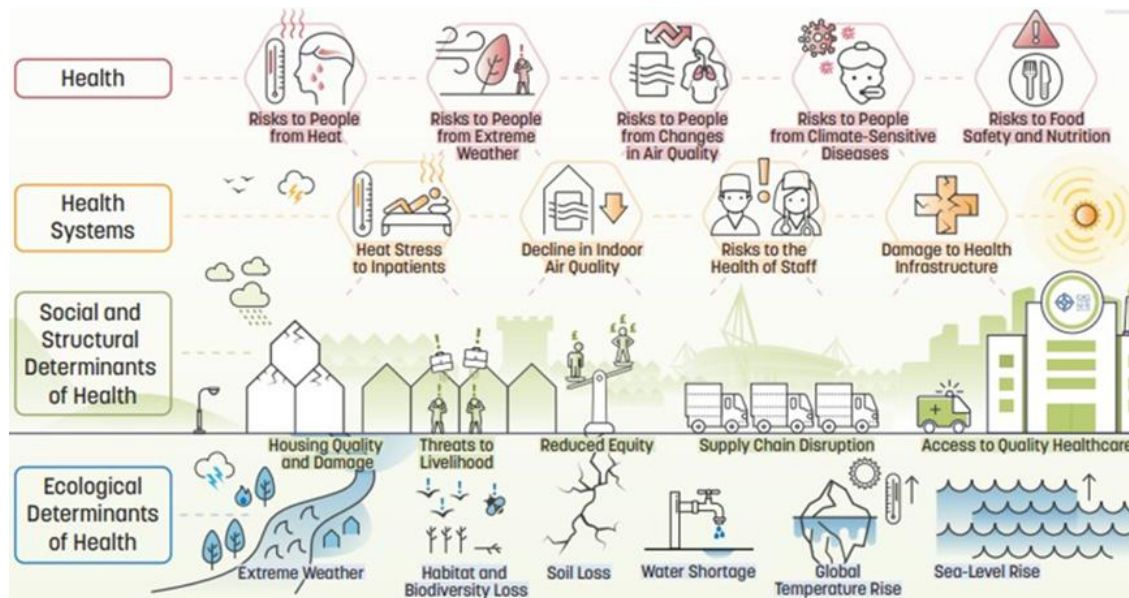 Health
Risks to People
from Heat
Risks to People
from Extreme
Weather
Risks to People
from Changes
in Air Quality
Risks to People
from Climate-Sensitive
Diseases
Risks to Food
Safety and Nutrition
Health
Systems
Heat Stress
to Inpatients
Decline in Indoor
Air Quality
Risks to the
Health of Staff
Damage to Health
Infrastructure
Social and
Structural
Determinants
of Health
£
£ £
Housing Quality
and Damage
Threats to
Livelihood
Reduced Equity
Supply Chain Disruption
Access to Quality Healthcare
Ecological
Determinants
of Health
Extreme Weather
Habitat and
Biodiversity Loss
Soil Loss
Water Shortage
Global
Temperature Rise
Sea-Level Rise